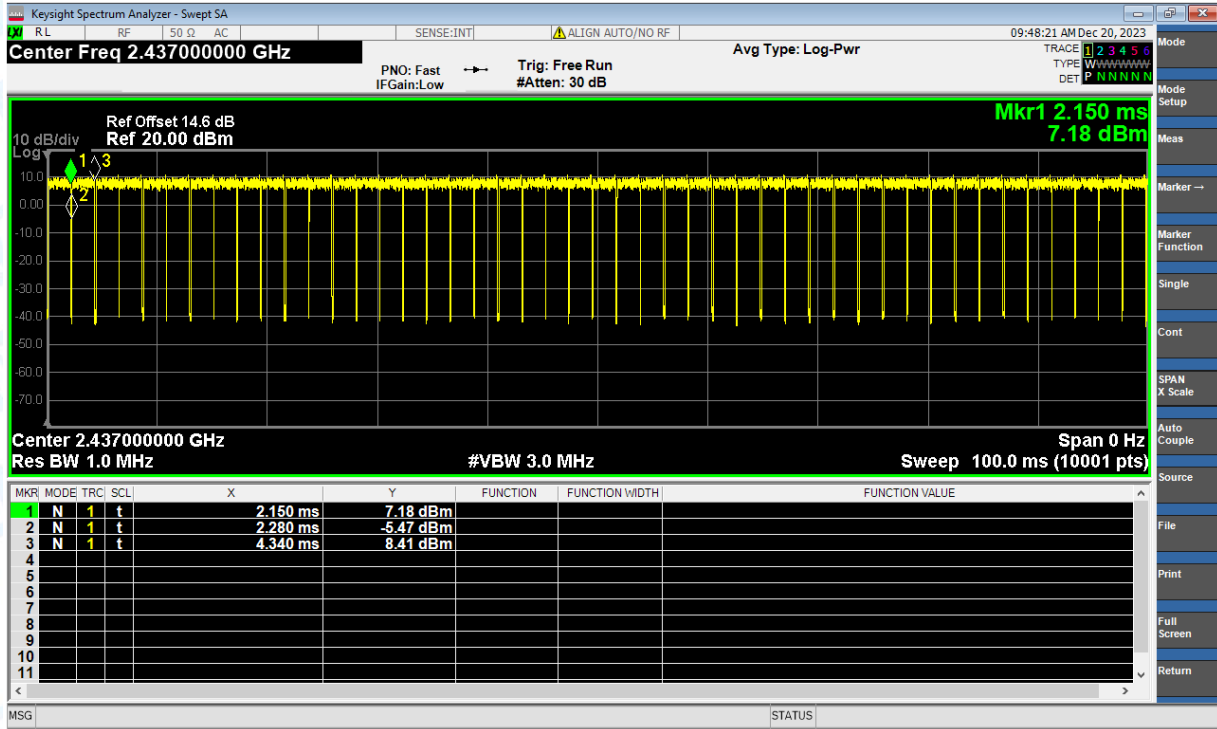 Keysight Spectrum Analyzer - Swept SA
LXI RL RF 50 Ω AC SENSE:INT ALIGN AUTO/NO RF 09:48:21 AM Dec 20, 2023
Center Freq 2.437000000 GHz
PNO: Fast
IFGain:Low
Trig: Free Run
#Atten: 30 dB
Avg Type: Log-Pwr
TRACE 1 2 3 4 5 6
TYPE W
DET P N N N N N
Mkr1 2.150 ms
7.18 dBm
Ref Offset 14.6 dB
10 dB/div Ref 20.00 dBm
Log
1 3
2
10.0
0.00
-10.0
-20.0
-30.0
-40.0
-50.0
-60.0
-70.0
Center 2.437000000 GHz Span 0 Hz
Res BW 1.0 MHz #VBW 3.0 MHz Sweep 100.0 ms (10001 pts)
MKR MODE TRC SCL X Y FUNCTION FUNCTION WIDTH FUNCTION VALUE
1 N 1 t 2.150 ms 7.18 dBm
2 N 1 t 2.280 ms -5.47 dBm
3 N 1 t 4.340 ms 8.41 dBm
4
5
6
7
8
9
10
11
MSG STATUS
Mode
Mode
Setup
Meas
Marker →
Marker
Function
Single
Cont
SPAN
X Scale
Auto
Couple
Source
File
Print
Full
Screen
Return